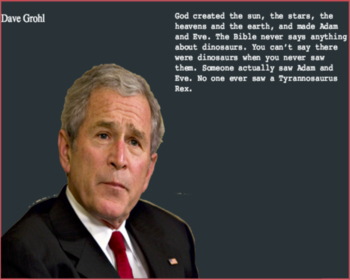 Dave Grohl
God created the sun, the stars, the
heavens and the earth, and made Adam
and Eve. The Bible never says anything
about dinosaurs. You can't say there
were dinosaurs when you never saw
them. Someone actually saw Adam and
Eve. No one ever saw a Tyrannosaurus
Rex.